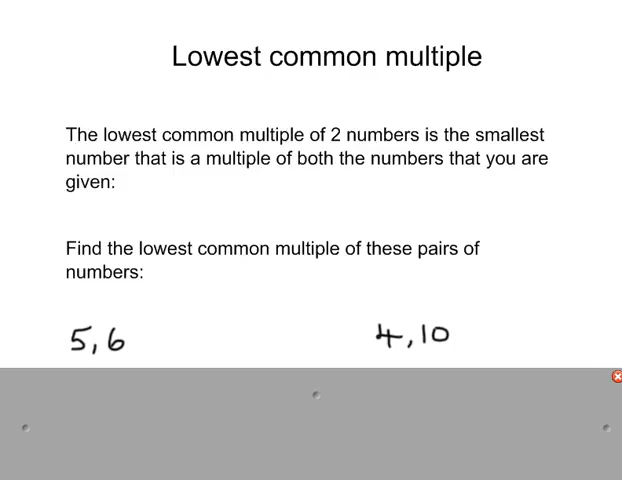 Lowest common multiple
The lowest common multiple of 2 numbers is the smallest
number that is a multiple of both the numbers that you are
given:
Find the lowest common multiple of these pairs of
numbers:
5, 6 4, 10